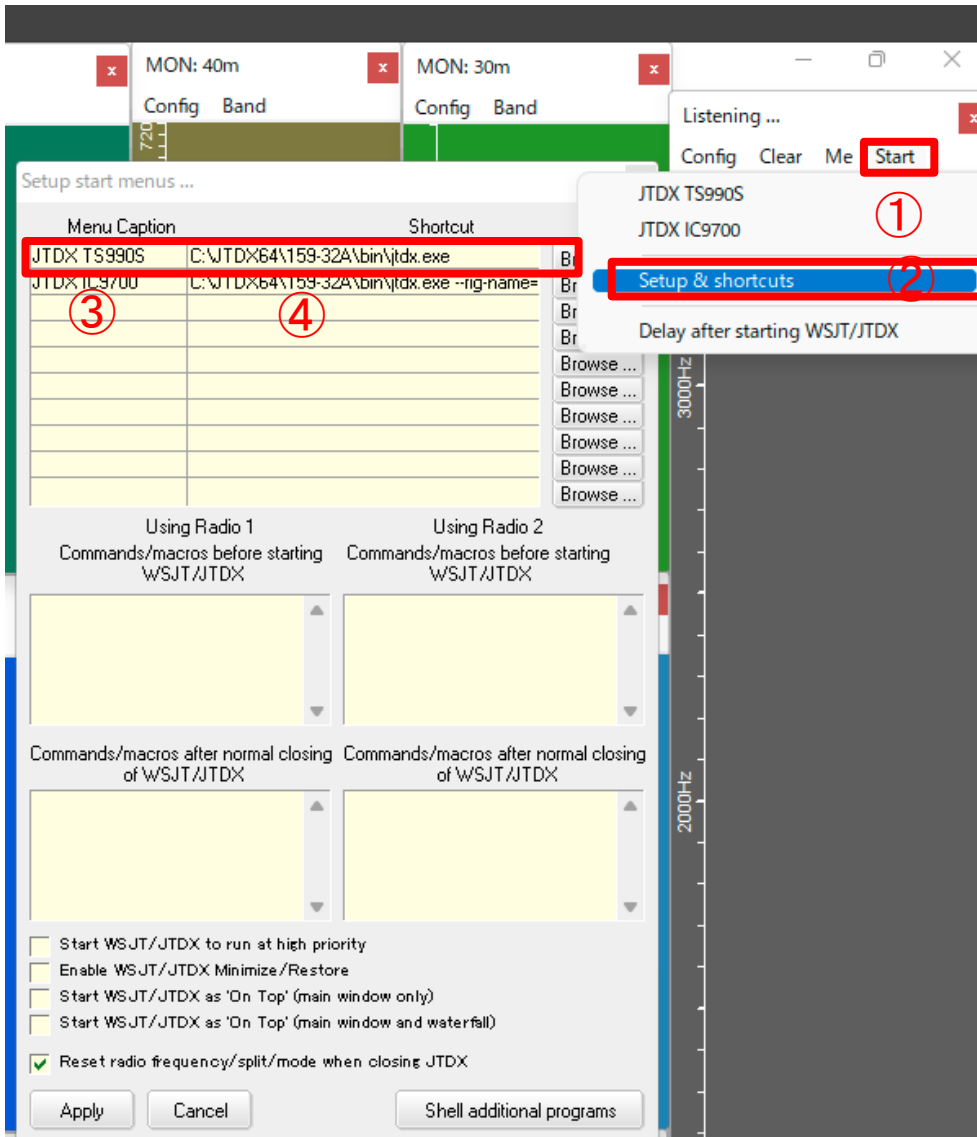 x
MON: 40m
x
MON: 30m
x
Config Band
Config Band
720
Listening ...
x
Config Clear Me Start
①
JTDX TS990S
JTDX IC9700
Setup & shortcuts
②
Delay after starting WSJT/JTDX
Setup start menus ...
Menu Caption Shortcut
JTDX TS990S C:\JTDX64\159-32A\bin\jtdx.exe Br
JTDX IC9700 C:\JTDX64\159-32A\bin\jtdx.exe --rig-name= Br
③ ④
Br
Br
Browse ...
Browse ...
Browse ...
Browse ...
Browse ...
Browse ...
3000Hz
Using Radio 1 Using Radio 2
Commands/macros before starting WSJT/JTDX
Commands/macros before starting WSJT/JTDX
Commands/macros after normal closing of WSJT/JTDX
Commands/macros after normal closing of WSJT/JTDX
2000Hz
Start WSJT/JTDX to run at high priority
Enable WSJT/JTDX Minimize/Restore
Start WSJT/JTDX as 'On Top' (main window only)
Start WSJT/JTDX as 'On Top' (main window and waterfall)
Reset radio frequency/split/mode when closing JTDX
Apply Cancel Shell additional programs